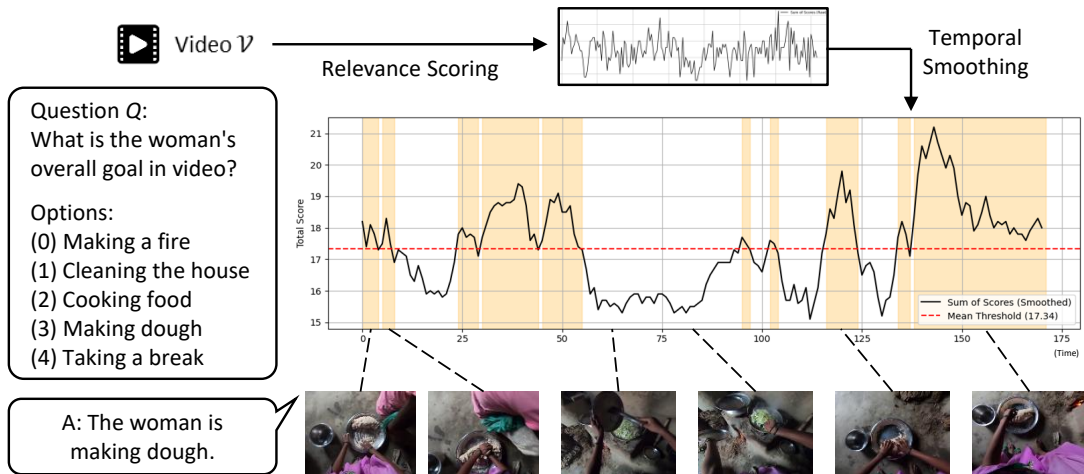 Video 𝒱
Relevance Scoring
Temporal
Smoothing
Question Q:
What is the woman's
overall goal in video?
Options:
(0) Making a fire
(1) Cleaning the house
(2) Cooking food
(3) Making dough
(4) Taking a break
A: The woman is
making dough.
Total Score
21
20
19
18
17
16
15
0 25 50 75 100 125 150 175
(Time)
Sum of Scores (Smoothed)
Mean Threshold (17.34)